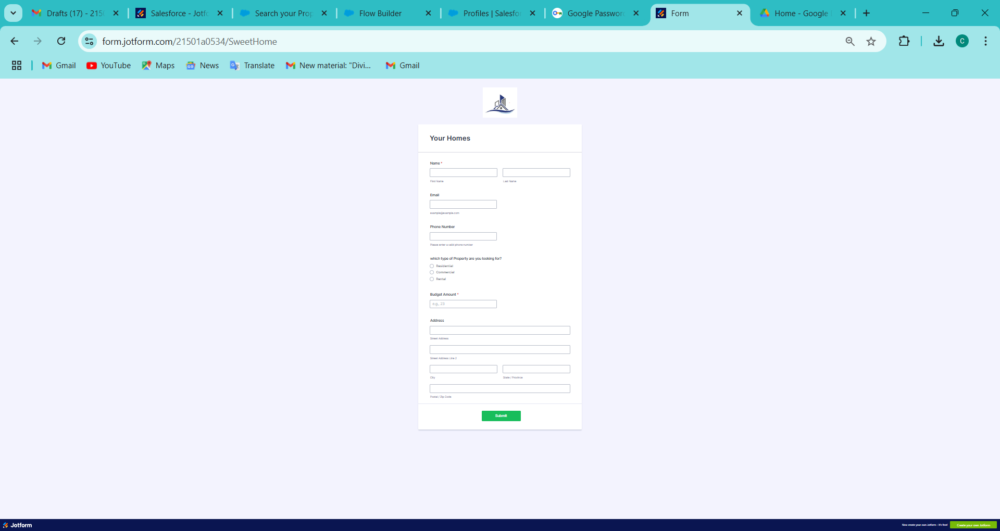 Drafts (17) - 215
Salesforce - Jotfo
Search your Prop
Flow Builder
Profiles | Salesfo
Google Password
Form
Home - Google
form.jotform.com/21501a0534/SweetHome
C
Gmail
YouTube
Maps
News
Translate
New material: "Divi...
Gmail
Your Homes
Name *
First Name
Last Name
Email
example@example.com
Phone Number
Please enter a valid phone number
which type of Property are you looking for?
Residential
Commercial
Rental
Budget Amount *
e.g., 23
Address
Street Address
Street Address Line 2
City
State / Province
Postal / Zip Code
Submit
Jotform
Now create your own Jotform - It's free!
Create your own Jotform